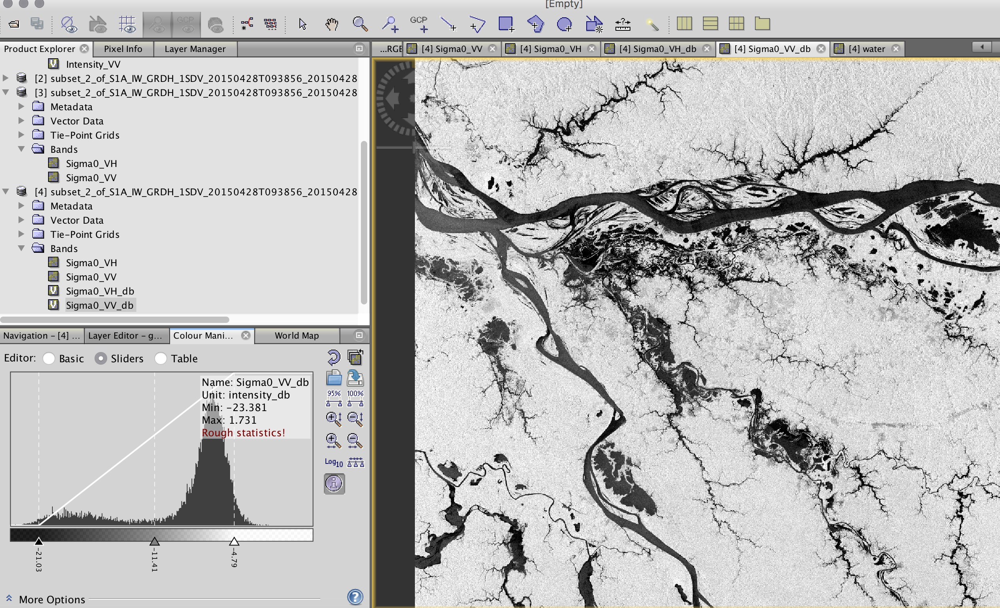 [Empty]
GCP
GCP
Product Explorer
Pixel Info
Layer Manager
...RGB
[4] Sigma0_VV
[4] Sigma0_VH
[4] Sigma0_VH_db
[4] Sigma0_VV_db
[4] water
Intensity_VV
[2] subset_2_of_S1A_IW_GRDH_1SDV_20150428T093856_20150428
[3] subset_2_of_S1A_IW_GRDH_1SDV_20150428T093856_20150428
Metadata
Vector Data
Tie-Point Grids
Bands
Sigma0_VH
Sigma0_VV
[4] subset_2_of_S1A_IW_GRDH_1SDV_20150428T093856_20150428
Metadata
Vector Data
Tie-Point Grids
Bands
Sigma0_VH
Sigma0_VV
Sigma0_VH_db
Sigma0_VV_db
Navigation - [4] ...
Layer Editor - g...
Colour Mani...
World Map
Editor:
Basic
Sliders
Table
Name: Sigma0_VV_db
Unit: intensity_db
Min: -23.381
Max: 1.731
Rough statistics!
95%
100%
Log10
-21.03
-11.41
-4.79
More Options